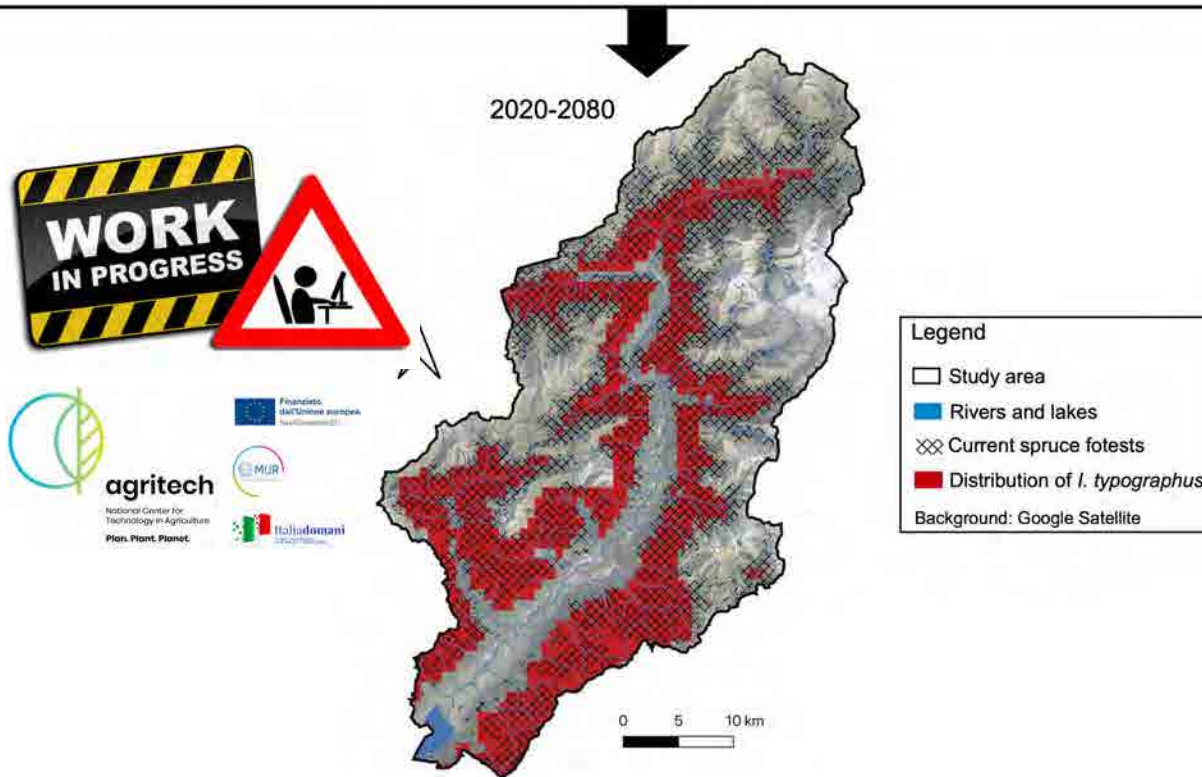 2020-2080
WORK
IN PROGRESS
agritech
National Center for
Technology in Agriculture
Plan. Plant. Planet.
Finanziato
dall'Unione europea
NextGenerationEU
MUR
Italiadomani
Legend
Study area
Rivers and lakes
Current spruce fotests
Distribution of I. typographus
Background: Google Satellite
0 5 10 km